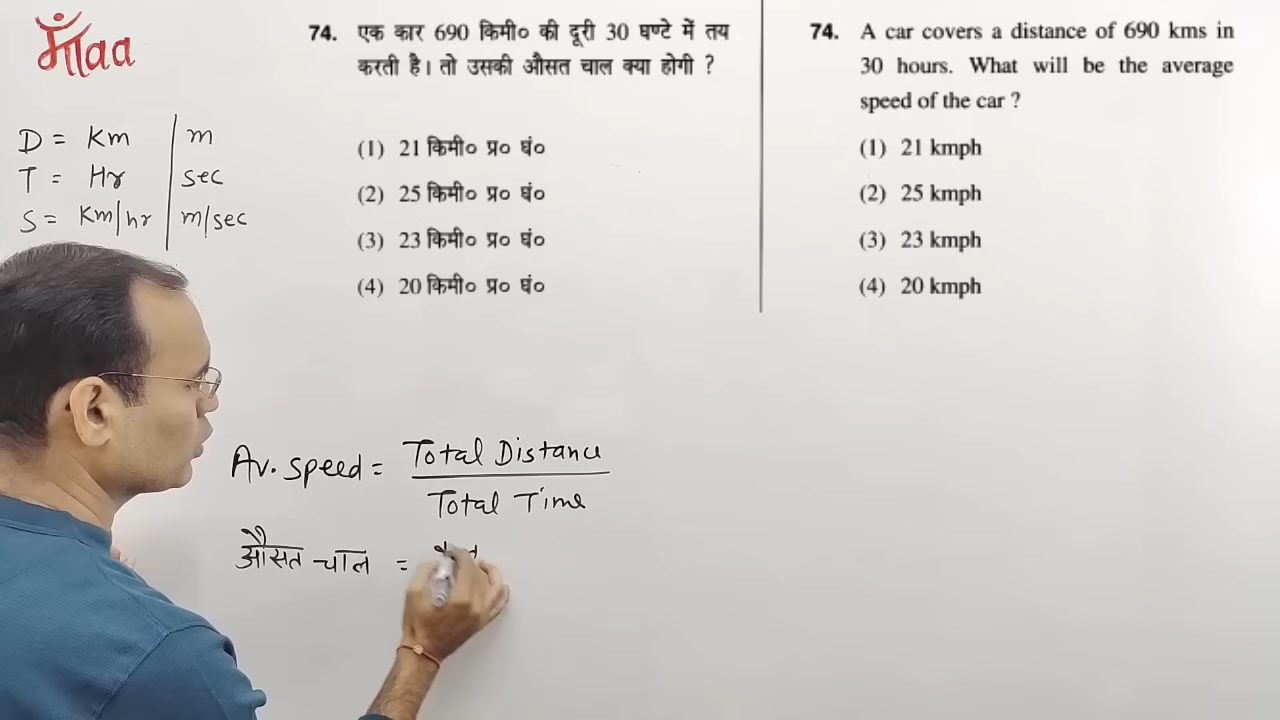 माँaa
D = Km | m
T = Hr | sec
S = Km/hr | m/sec
74. एक कार 690 किमी० की दूरी 30 घण्टे में तय
करती है। तो उसकी औसत चाल क्या होगी ?
(1) 21 किमी० प्र० घं०
(2) 25 किमी० प्र० घं०
(3) 23 किमी० प्र० घं०
(4) 20 किमी० प्र० घं०
74. A car covers a distance of 690 kms in
30 hours. What will be the average
speed of the car ?
(1) 21 kmph
(2) 25 kmph
(3) 23 kmph
(4) 20 kmph
Av. Speed = Total Distance
Total Time
औसत चाल =